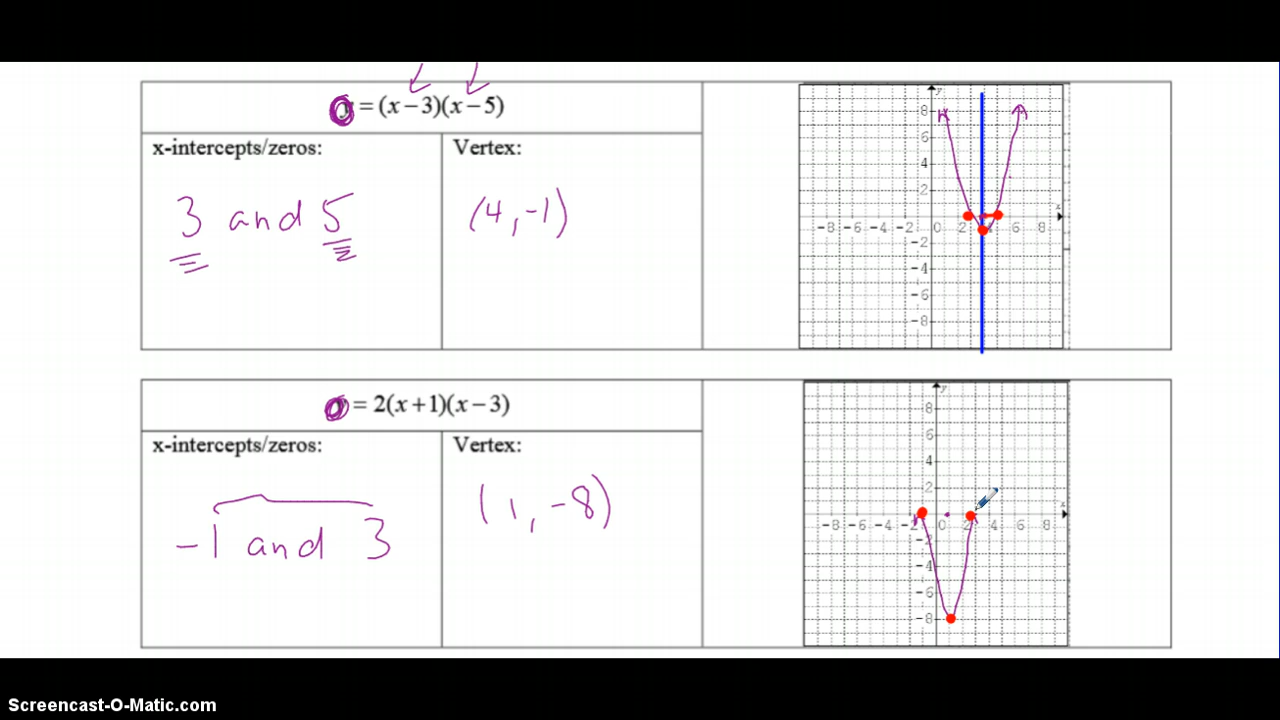 y = (x − 3)(x − 5)
x-intercepts/zeros:
Vertex:
3 and 5
(4, -1)
y
8
6
4
2
x
-8 -6 -4 -2 0 2 4 6 8
-2
-4
-6
-8
= 2(x + 1)(x − 3)
x-intercepts/zeros:
Vertex:
-1 and 3
(1, -8)
y
8
6
4
2
-8 -6 -4 -2 0 2 4 6 8
-2
-4
-6
-8
Screencast-O-Matic.com